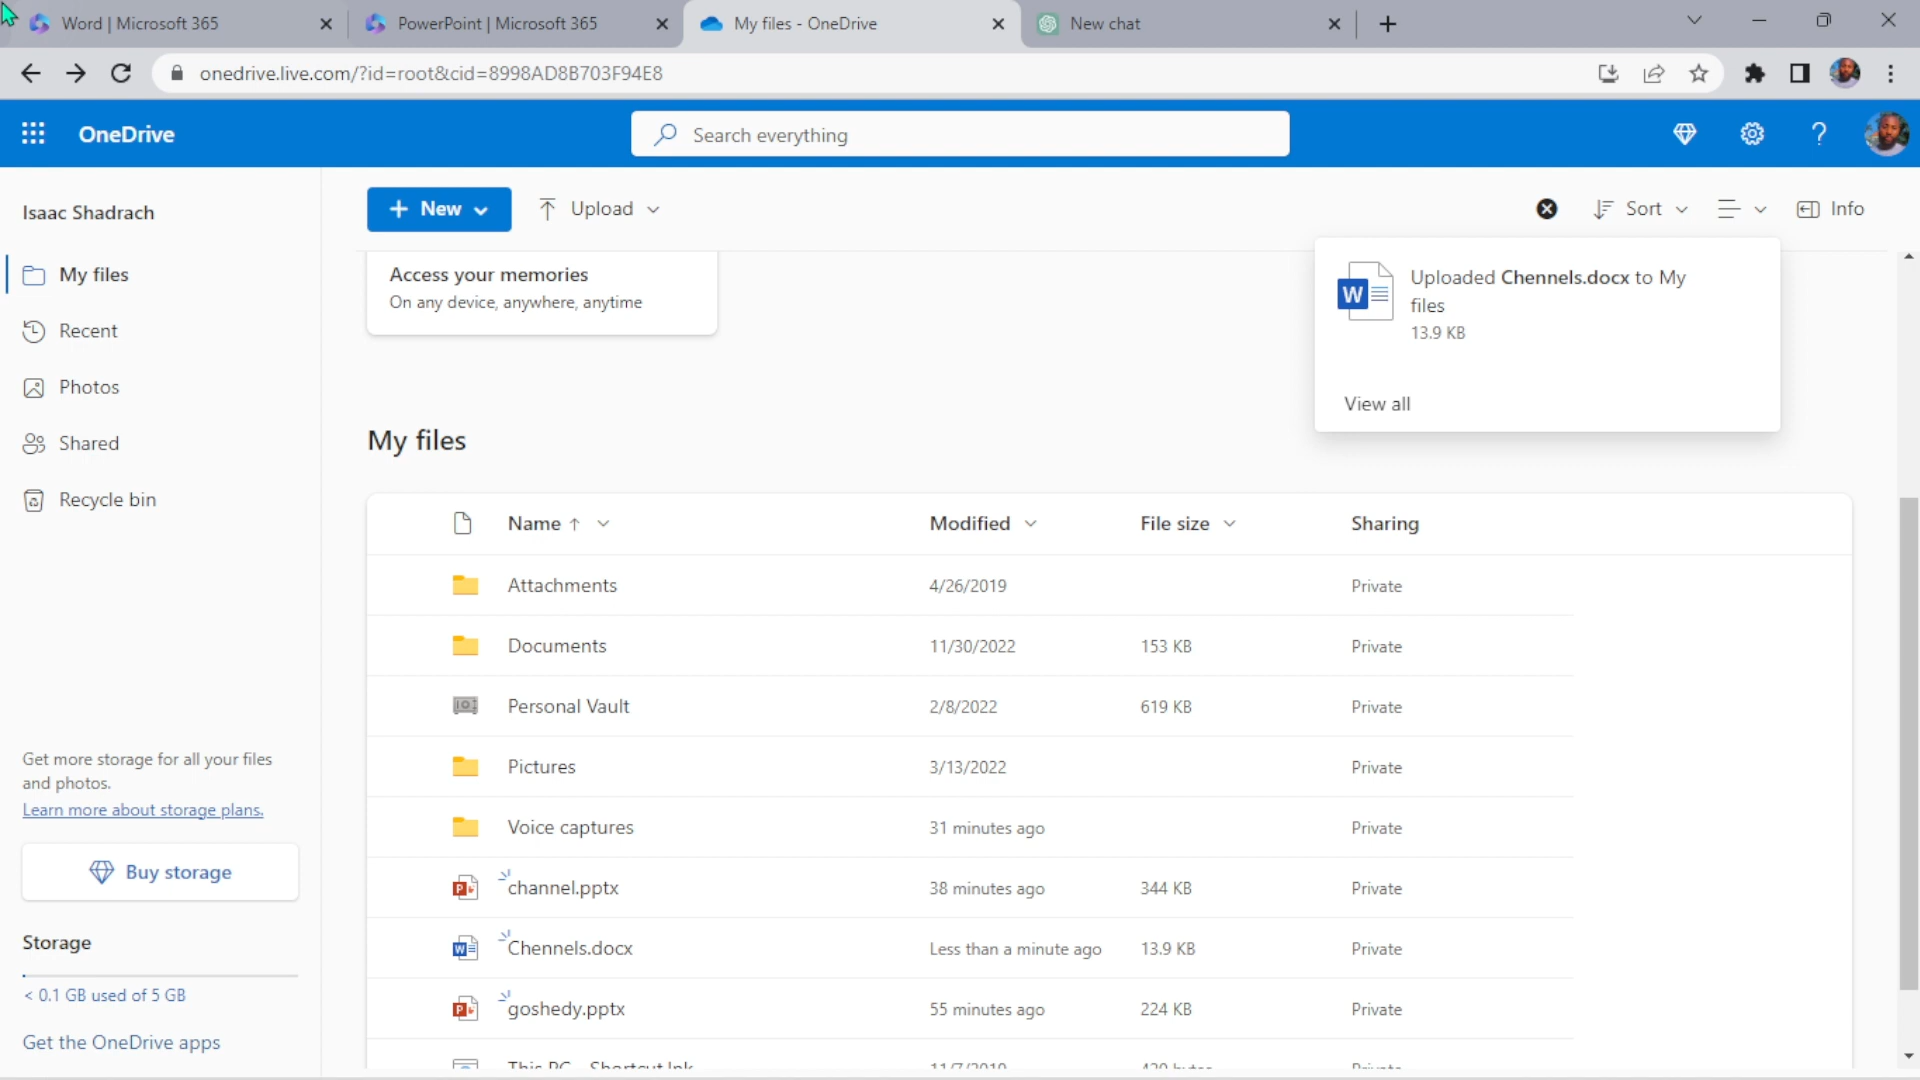 Word | Microsoft 365
PowerPoint | Microsoft 365
My files - OneDrive
New chat
onedrive.live.com/?id=root&cid=8998AD8B703F94E8
OneDrive
Search everything
Isaac Shadrach
New
Upload
Sort
Info
My files
Recent
Photos
Shared
Recycle bin
Access your memories
On any device, anywhere, anytime
Uploaded Chennels.docx to My
files
13.9 KB
View all
My files
Name Modified File size Sharing
Attachments 4/26/2019 Private
Documents 11/30/2022 153 KB Private
Personal Vault 2/8/2022 619 KB Private
Pictures 3/13/2022 Private
Voice captures 31 minutes ago Private
channel.pptx 38 minutes ago 344 KB Private
Chennels.docx Less than a minute ago 13.9 KB Private
goshedy.pptx 55 minutes ago 224 KB Private
Get more storage for all your files
and photos.
Learn more about storage plans.
Buy storage
Storage
< 0.1 GB used of 5 GB
Get the OneDrive apps